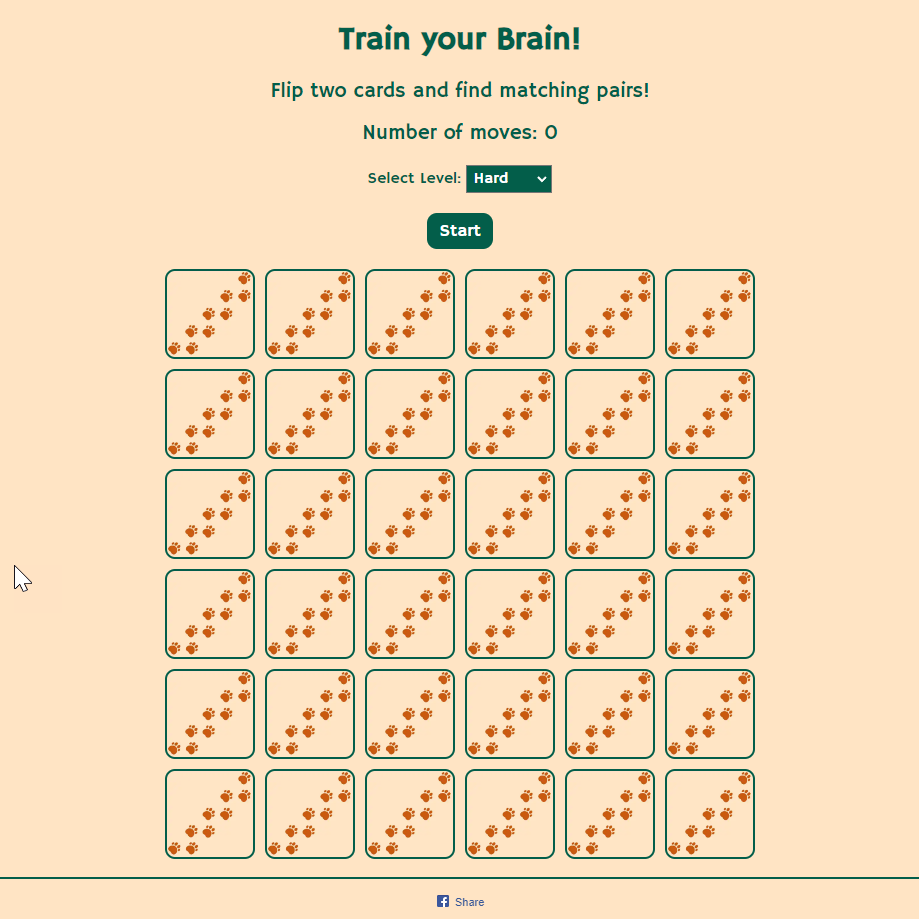 Train your Brain!
Flip two cards and find matching pairs!
Number of moves: 0
Select Level: Hard
Start
Share